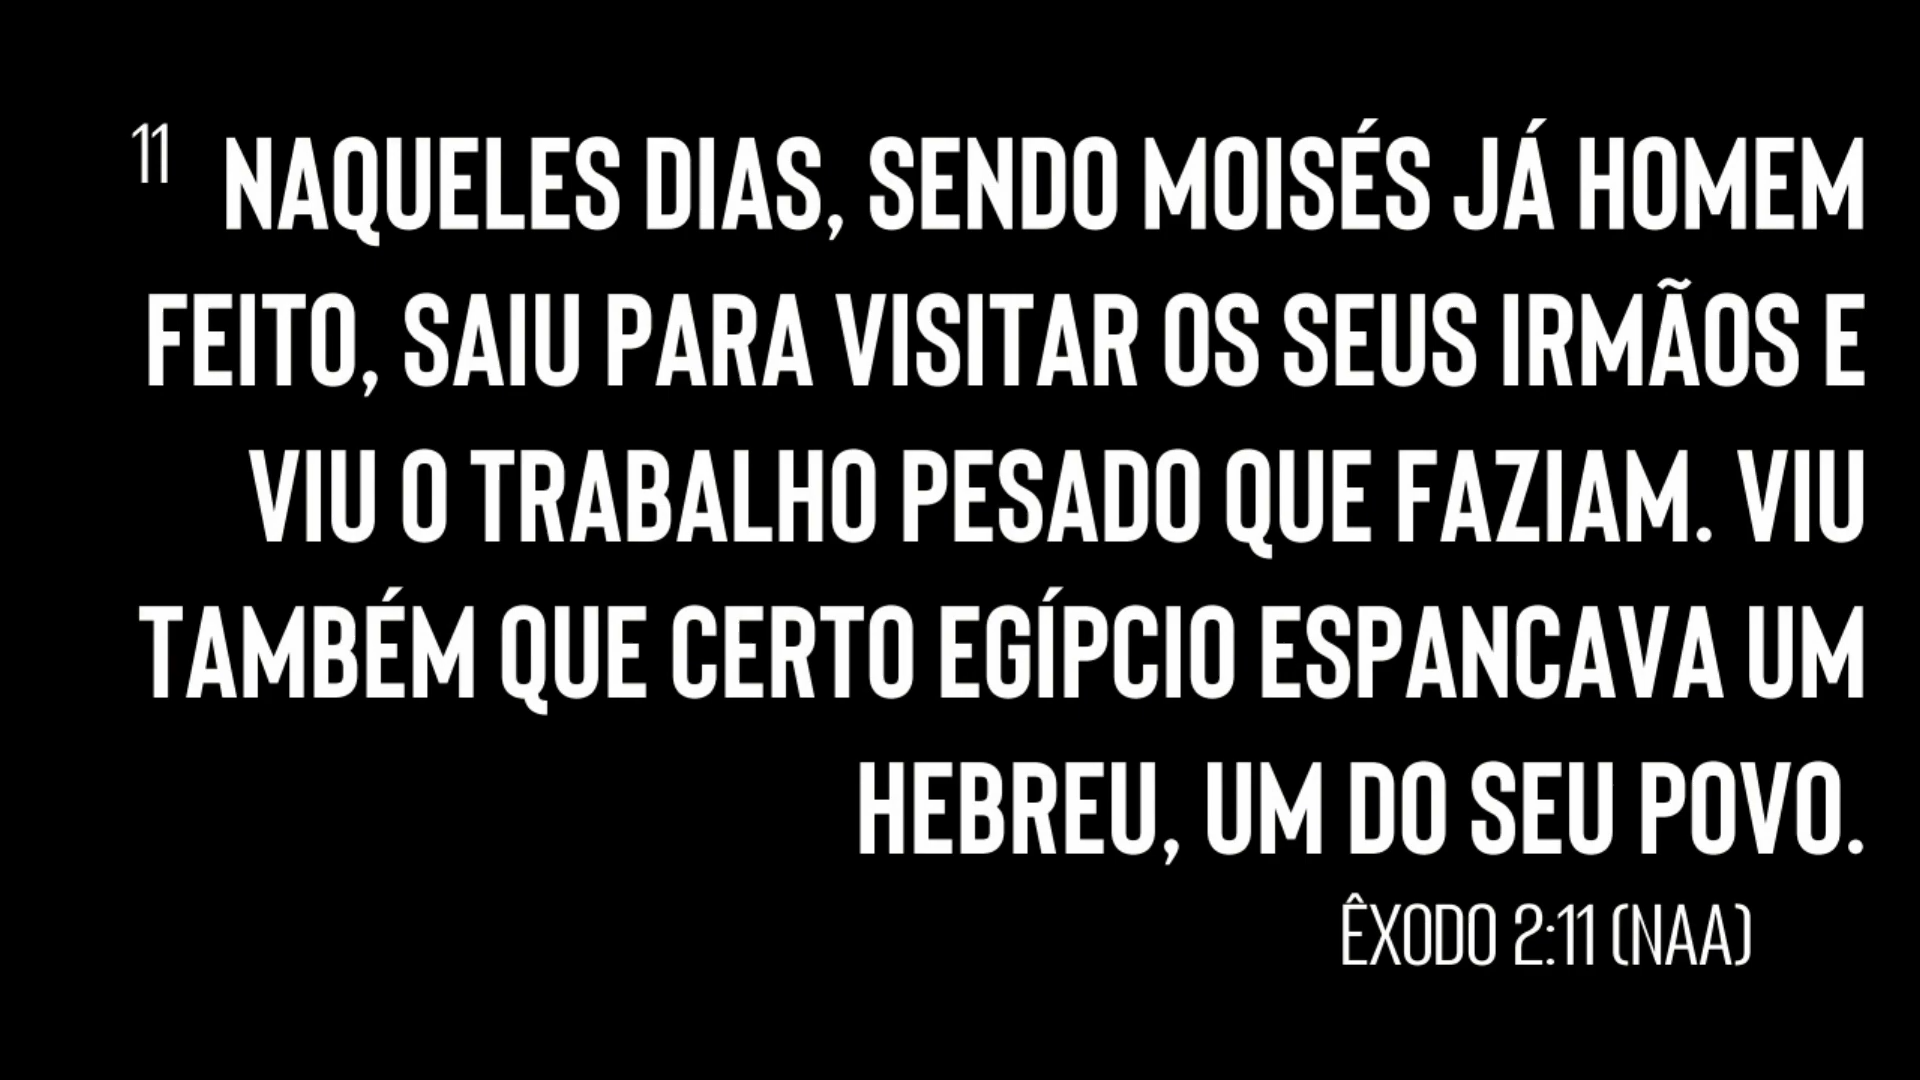 11 NAQUELES DIAS, SENDO MOISÉS JÁ HOMEM
FEITO, SAIU PARA VISITAR OS SEUS IRMÃOS E
VIU O TRABALHO PESADO QUE FAZIAM. VIU
TAMBÉM QUE CERTO EGÍPCIO ESPANCAVA UM
HEBREU, UM DO SEU POVO.
ÊXODO 2:11 (NAA)